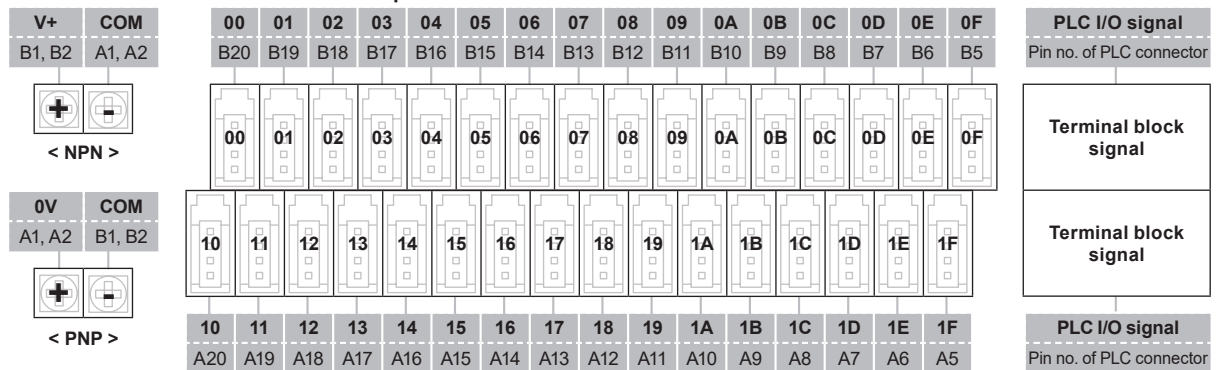 V+ COM 00 01 02 03 04 05 06 07 08 09 0A 0B 0C 0D 0E 0F PLC I/O signal
B1, B2 A1, A2 B20 B19 B18 B17 B16 B15 B14 B13 B12 B11 B10 B9 B8 B7 B6 B5 Pin no. of PLC connector
+ -
00 01 02 03 04 05 06 07 08 09 0A 0B 0C 0D 0E 0F Terminal block
signal
< NPN >
0V COM
A1, A2 B1, B2
10 11 12 13 14 15 16 17 18 19 1A 1B 1C 1D 1E 1F Terminal block
signal
+ -
< PNP >
10 11 12 13 14 15 16 17 18 19 1A 1B 1C 1D 1E 1F PLC I/O signal
A20 A19 A18 A17 A16 A15 A14 A13 A12 A11 A10 A9 A8 A7 A6 A5 Pin no. of PLC connector